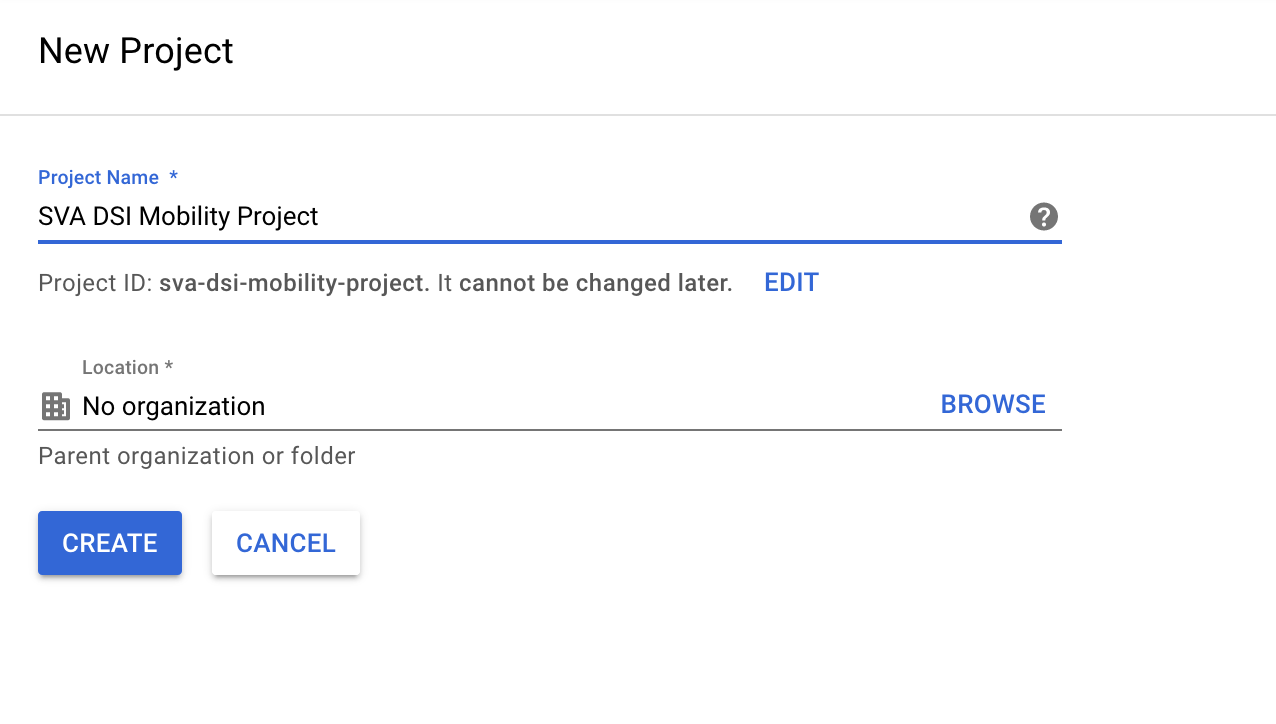 New Project
Project Name *
SVA DSI Mobility Project
Project ID: sva-dsi-mobility-project. It cannot be changed later. EDIT
Location *
No organization BROWSE
Parent organization or folder
CREATE CANCEL